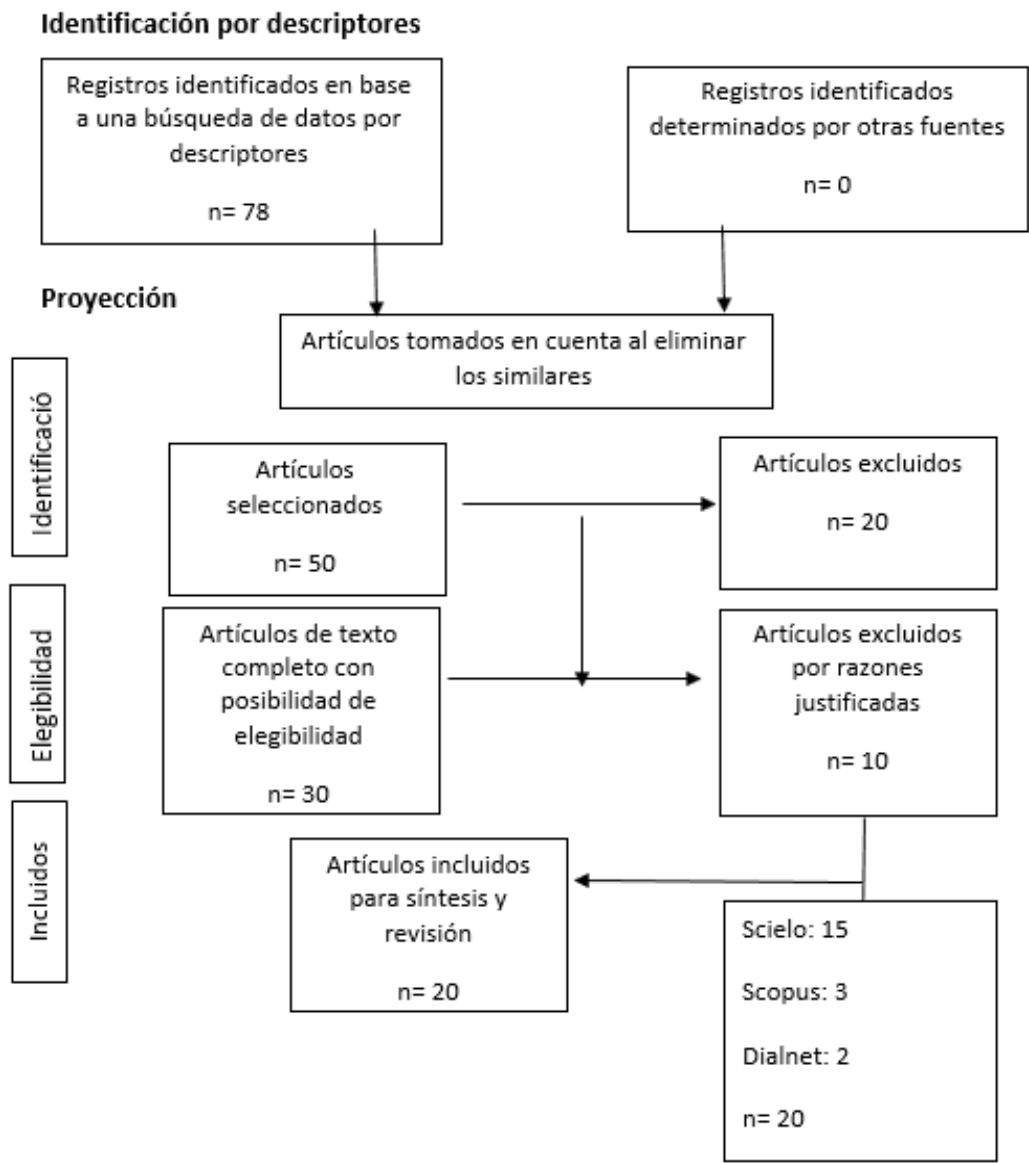 Identificación por descriptores
Registros identificados en base
a una búsqueda de datos por
descriptores
n= 78
Registros identificados
determinados por otras fuentes
n= 0
Proyección
Artículos tomados en cuenta al eliminar
los similares
Identificació
Artículos
seleccionados
n= 50
Artículos excluidos
n= 20
Elegibilidad
Artículos de texto
completo con
posibilidad de
elegibilidad
n= 30
Artículos excluidos
por razones
justificadas
n= 10
Incluidos
Artículos incluidos
para síntesis y
revisión
n= 20
Scielo: 15
Scopus: 3
Dialnet: 2
n= 20